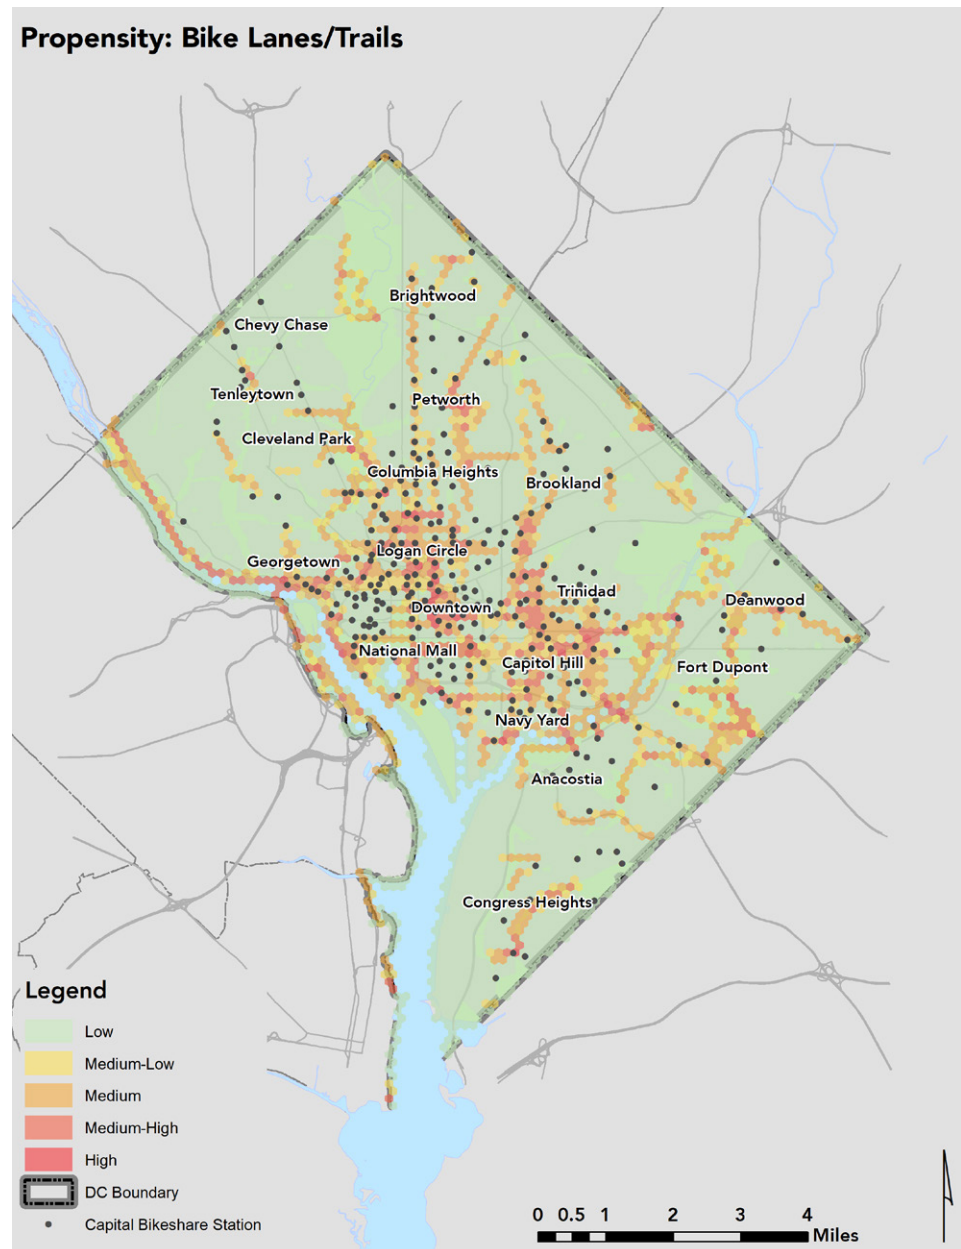 Propensity: Bike Lanes/Trails
Brightwood
Chevy Chase
Tenleytown
Petworth
Cleveland Park
Columbia Heights
Brookland
Logan Circle
Georgetown
Trinidad
Downtown
Deanwood
National Mall
Capitol Hill
Fort Dupont
Navy Yard
Anacostia
Congress Heights
Legend
Low
Medium-Low
Medium
Medium-High
High
DC Boundary
Capital Bikeshare Station
0 0.5 1 2 3 4
Miles